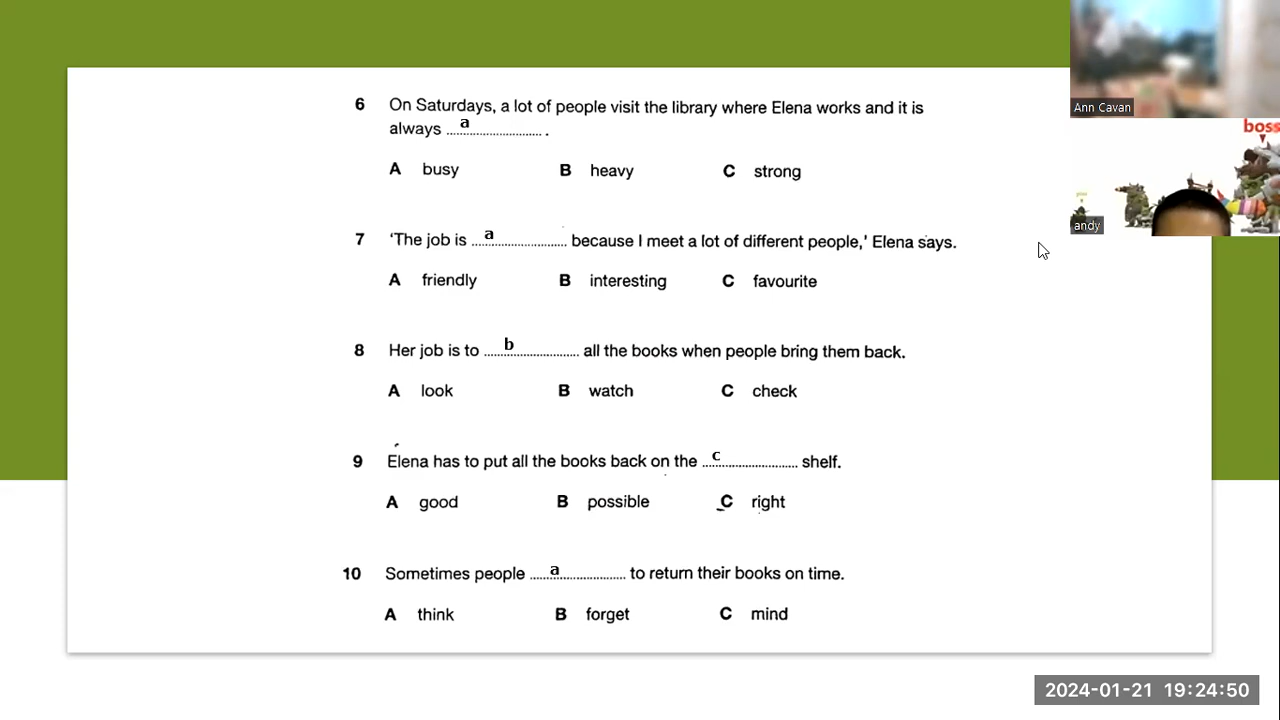 6 On Saturdays, a lot of people visit the library where Elena works and it is
always a .
A busy B heavy C strong
7 'The job is a because I meet a lot of different people,' Elena says.
A friendly B interesting C favourite
8 Her job is to b all the books when people bring them back.
A look B watch C check
9 Elena has to put all the books back on the c shelf.
A good B possible C right
10 Sometimes people a to return their books on time.
A think B forget C mind
Ann Cavan
boss
andy
2024-01-21 19:24:50